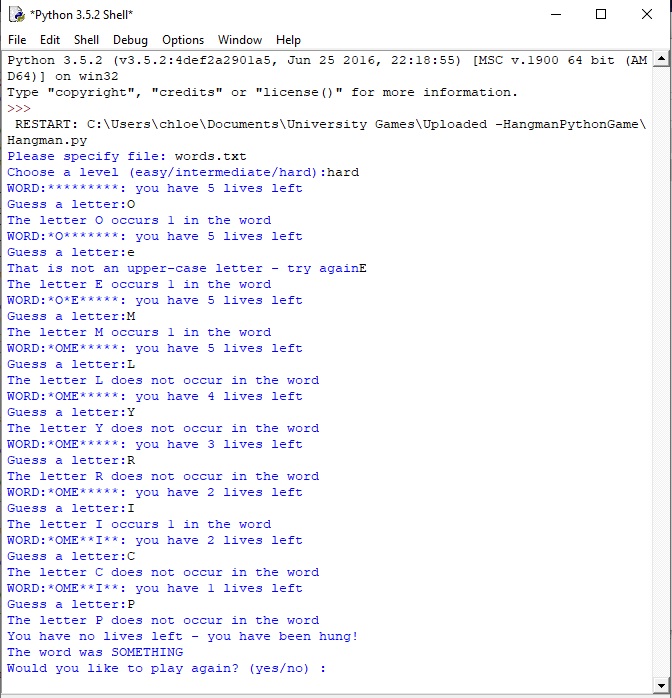 *Python 3.5.2 Shell*
File Edit Shell Debug Options Window Help
Python 3.5.2 (v3.5.2:4def2a2901a5, Jun 25 2016, 22:18:55) [MSC v.1900 64 bit (AM
D64)] on win32
Type "copyright", "credits" or "license()" for more information.
>>>
RESTART: C:\Users\chloe\Documents\University Games\Uploaded -HangmanPythonGame\
Hangman.py
Please specify file: words.txt
Choose a level (easy/intermediate/hard):hard
WORD:*********: you have 5 lives left
Guess a letter:O
The letter O occurs 1 in the word
WORD:*O*******: you have 5 lives left
Guess a letter:e
That is not an upper-case letter - try againE
The letter E occurs 1 in the word
WORD:*O*E*****: you have 5 lives left
Guess a letter:M
The letter M occurs 1 in the word
WORD:*OME*****: you have 5 lives left
Guess a letter:L
The letter L does not occur in the word
WORD:*OME*****: you have 4 lives left
Guess a letter:Y
The letter Y does not occur in the word
WORD:*OME*****: you have 3 lives left
Guess a letter:R
The letter R does not occur in the word
WORD:*OME*****: you have 2 lives left
Guess a letter:I
The letter I occurs 1 in the word
WORD:*OME**I**: you have 2 lives left
Guess a letter:C
The letter C does not occur in the word
WORD:*OME**I**: you have 1 lives left
Guess a letter:P
The letter P does not occur in the word
You have no lives left - you have been hung!
The word was SOMETHING
Would you like to play again? (yes/no) :